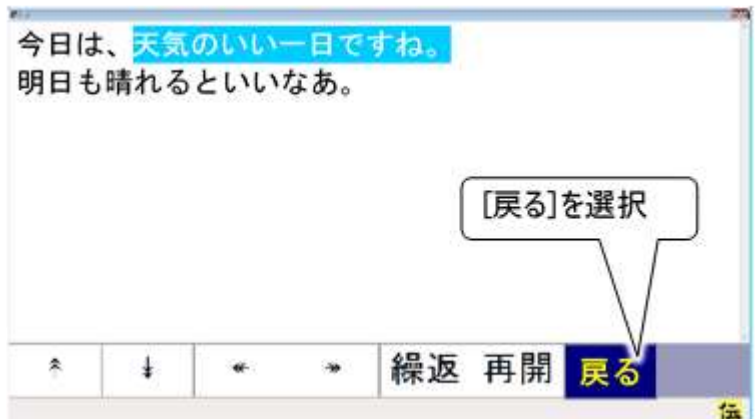 今日は、天気のいい一日ですね。
明日も晴れるといいなあ。
[戻る]を選択
繰返 再開 戻る
伝